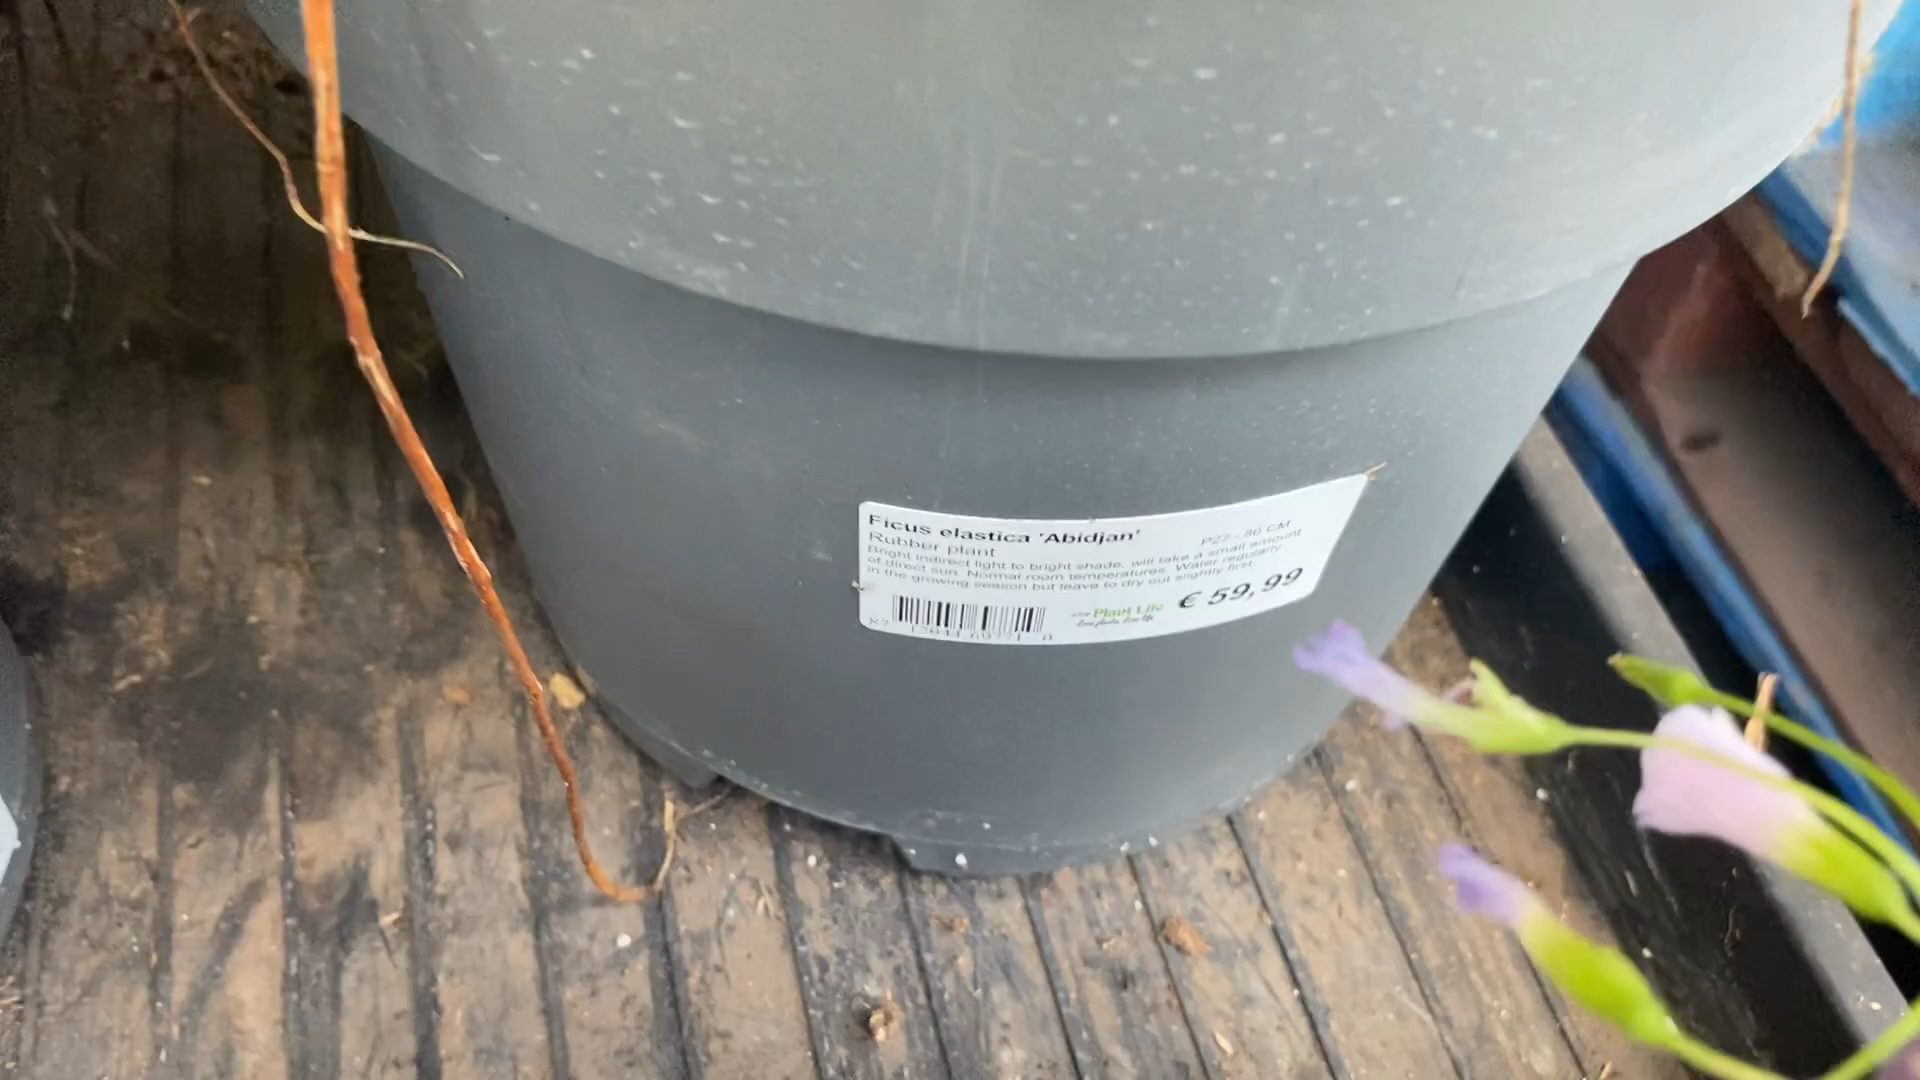 Ficus elastica 'Abidjan'
Rubber plant
P27 - 80 CM
Bright indirect light to bright shade, will take a small amount
of direct sun. Normal room temperatures. Water regularly
in the growing season but leave to dry out slightly first.
€ 59,99
Plant Life